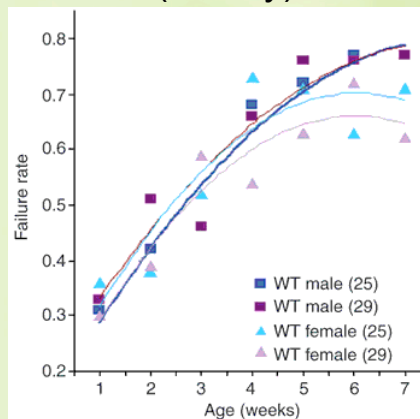 0.8
0.7
0.6
0.5
0.4
0.3
0.2
Failure rate
WT male (25)
WT male (29)
WT female (25)
WT female (29)
1 2 3 4 5 6 7
Age (weeks)